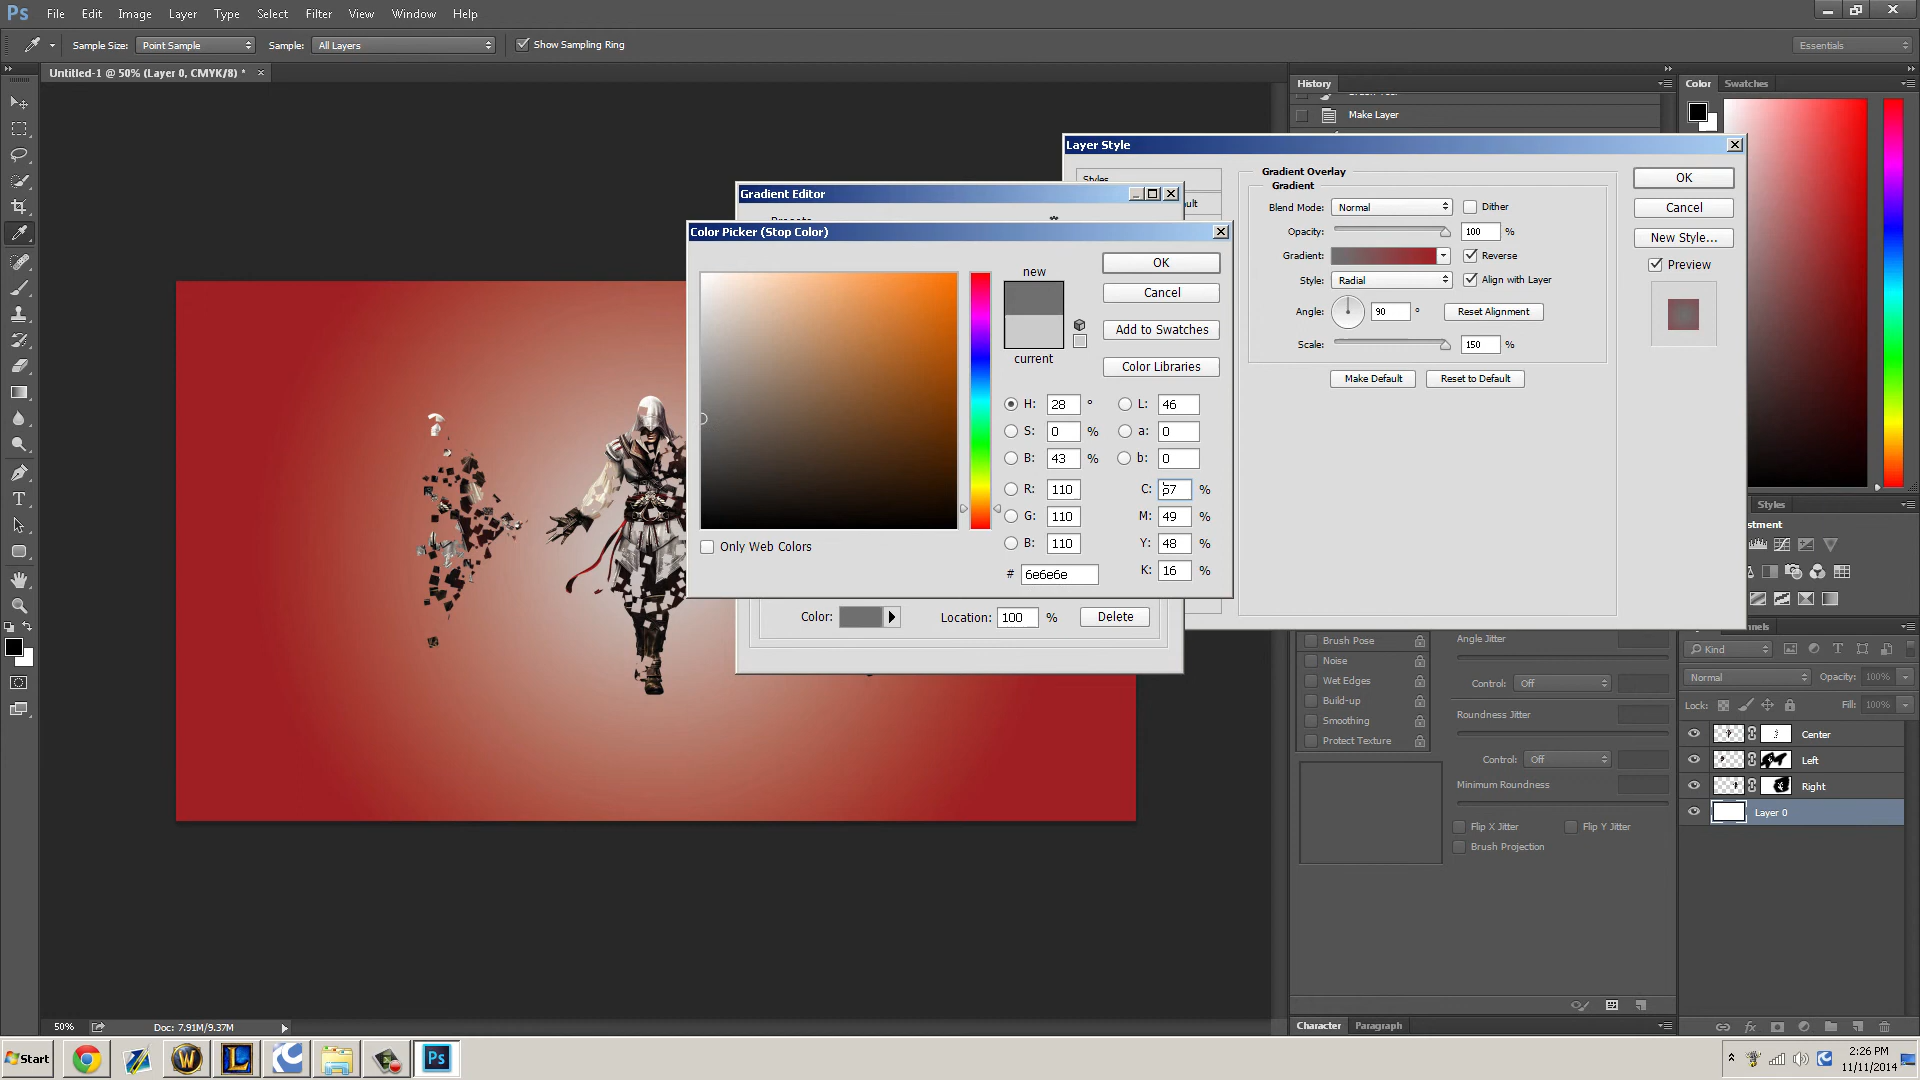 Ps File Edit Image Layer Type Select Filter View Window Help
Sample Size: Point Sample Sample: All Layers Show Sampling Ring Essentials
Untitled-1 @ 50% (Layer 0, CMYK/8) * ×
History
Make Layer
Color Swatches
Layer Style
Styles
Gradient Overlay
Gradient
Blend Mode: Normal Dither
Opacity: 100 %
Gradient: Reverse
Style: Radial Align with Layer
Angle: 90 ° Reset Alignment
Scale: 150 %
Make Default Reset to Default
OK
Cancel
New Style...
Preview
Gradient Editor
Color Picker (Stop Color)
new
current
OK
Cancel
Add to Swatches
Color Libraries
H: 28 ° L: 46
S: 0 % a: 0
B: 43 % b: 0
R: 110 C: 57 %
G: 110 M: 49 %
B: 110 Y: 48 %
# 6e6e6e K: 16 %
Only Web Colors
Color: Location: 100 % Delete
Styles
Brush Pose
Noise
Wet Edges
Build-up
Smoothing
Protect Texture
Angle Jitter
Control: Off
Roundness Jitter
Control: Off
Minimum Roundness
Flip X Jitter Flip Y Jitter
Brush Projection
Kind
Normal Opacity: 100%
Lock: Fill: 100%
Center
Left
Right
Layer 0
Character Paragraph
50% Doc: 7.91M/9.37M
Start Ps
2:26 PM
11/11/2014